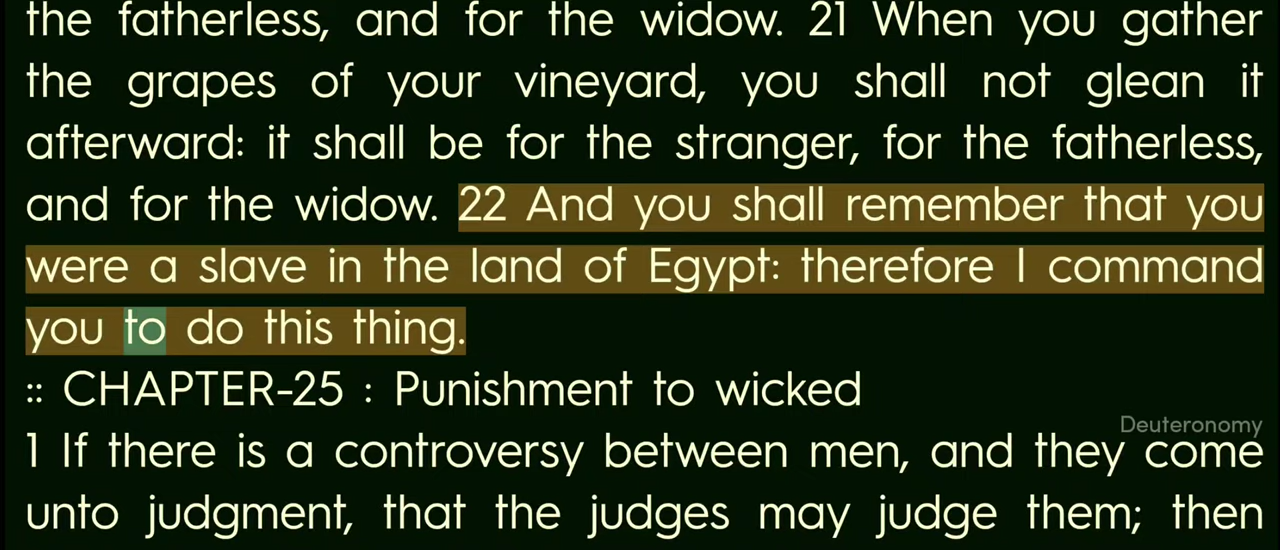 the fatherless, and for the widow. 21 When you gather
the grapes of your vineyard, you shall not glean it
afterward: it shall be for the stranger, for the fatherless,
and for the widow. 22 And you shall remember that you
were a slave in the land of Egypt: therefore I command
you to do this thing.
:: CHAPTER-25 : Punishment to wicked
Deuteronomy
1 If there is a controversy between men, and they come
unto judgment, that the judges may judge them; then